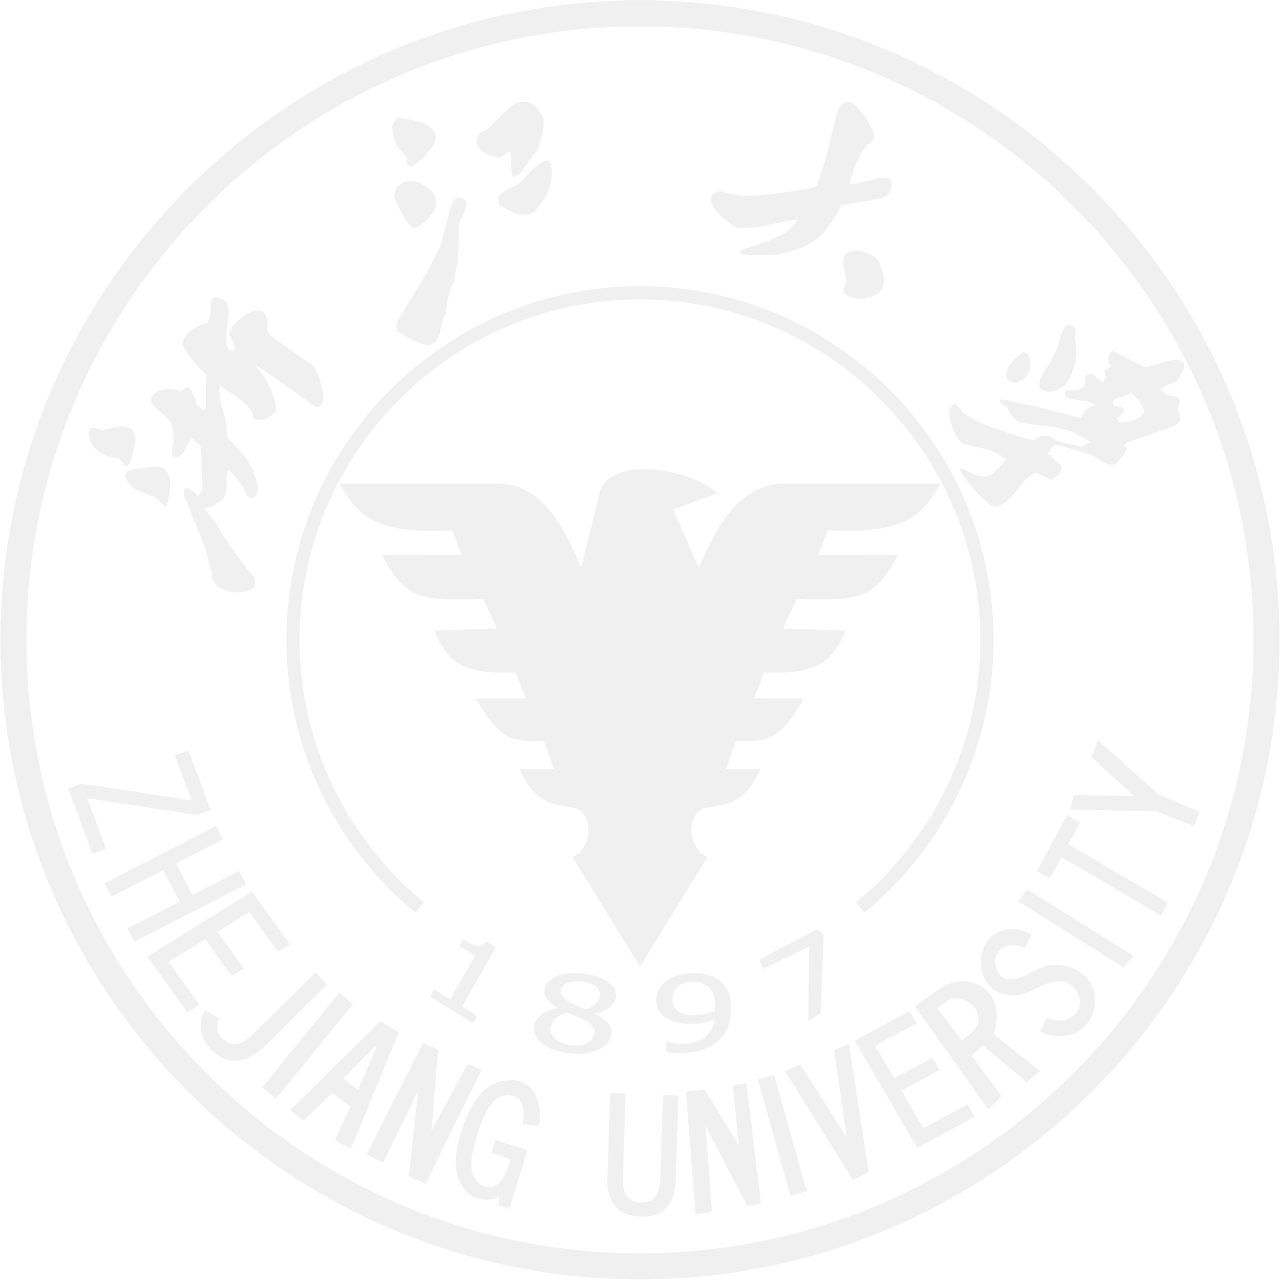 浙江大学
1897
ZHEJIANG UNIVERSITY